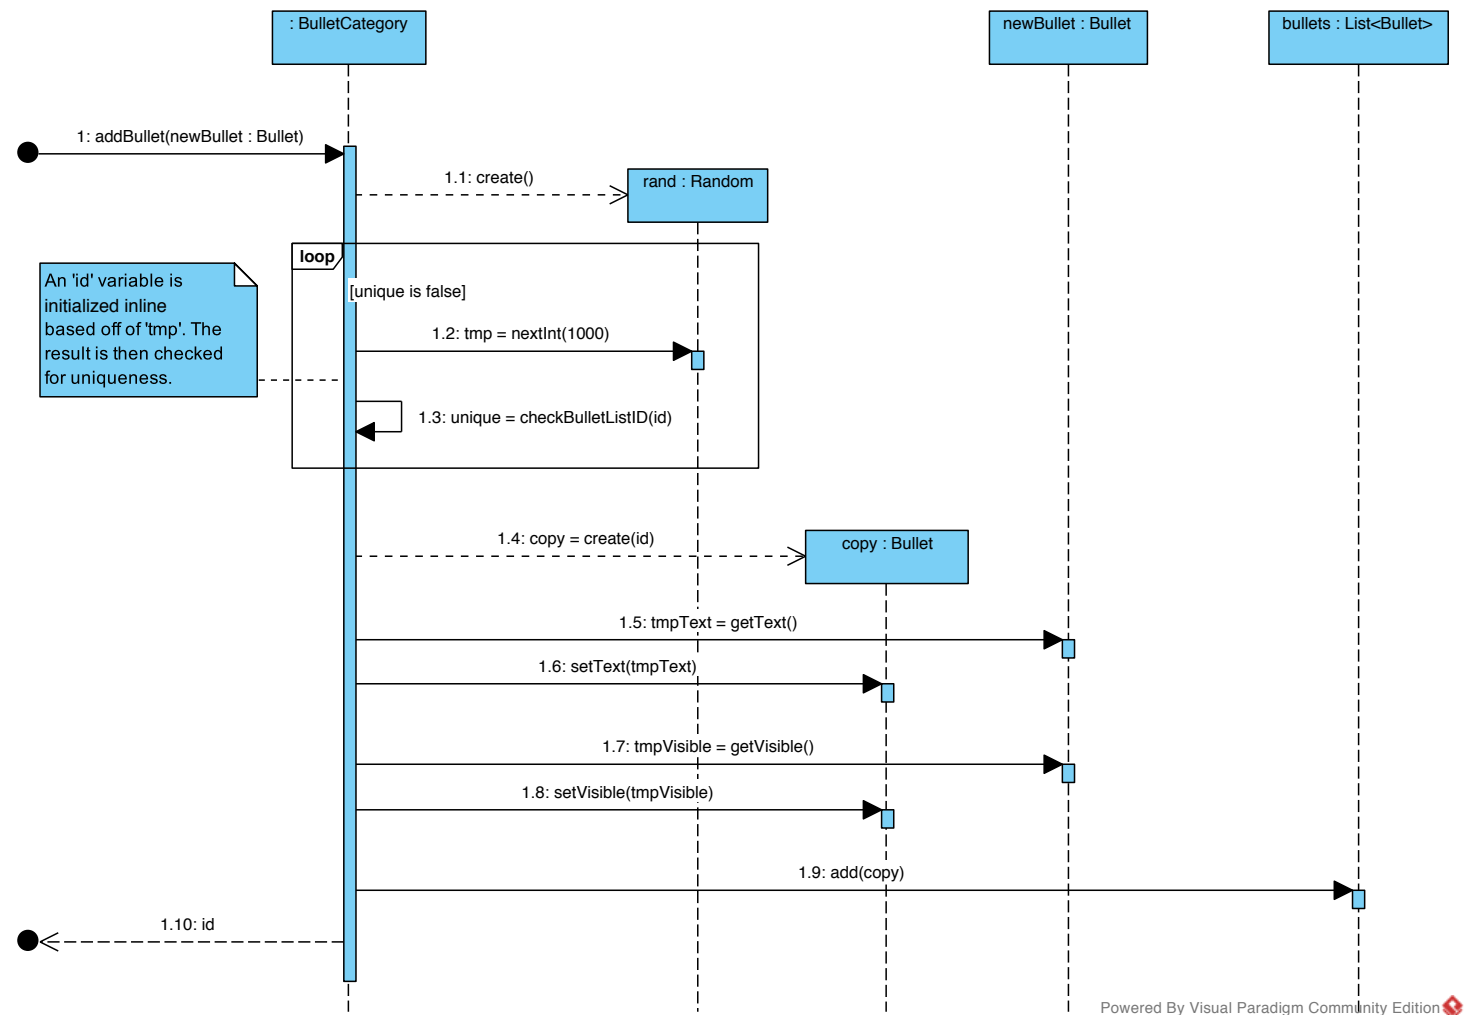 : BulletCategory
newBullet : Bullet
bullets : List<Bullet>
1: addBullet(newBullet : Bullet)
1.1: create()
rand : Random
loop
[unique is false]
An 'id' variable is
initialized inline
based off of 'tmp'. The
result is then checked
for uniqueness.
1.2: tmp = nextInt(1000)
1.3: unique = checkBulletListID(id)
1.4: copy = create(id)
copy : Bullet
1.5: tmpText = getText()
1.6: setText(tmpText)
1.7: tmpVisible = getVisible()
1.8: setVisible(tmpVisible)
1.9: add(copy)
1.10: id
Powered By Visual Paradigm Community Edition